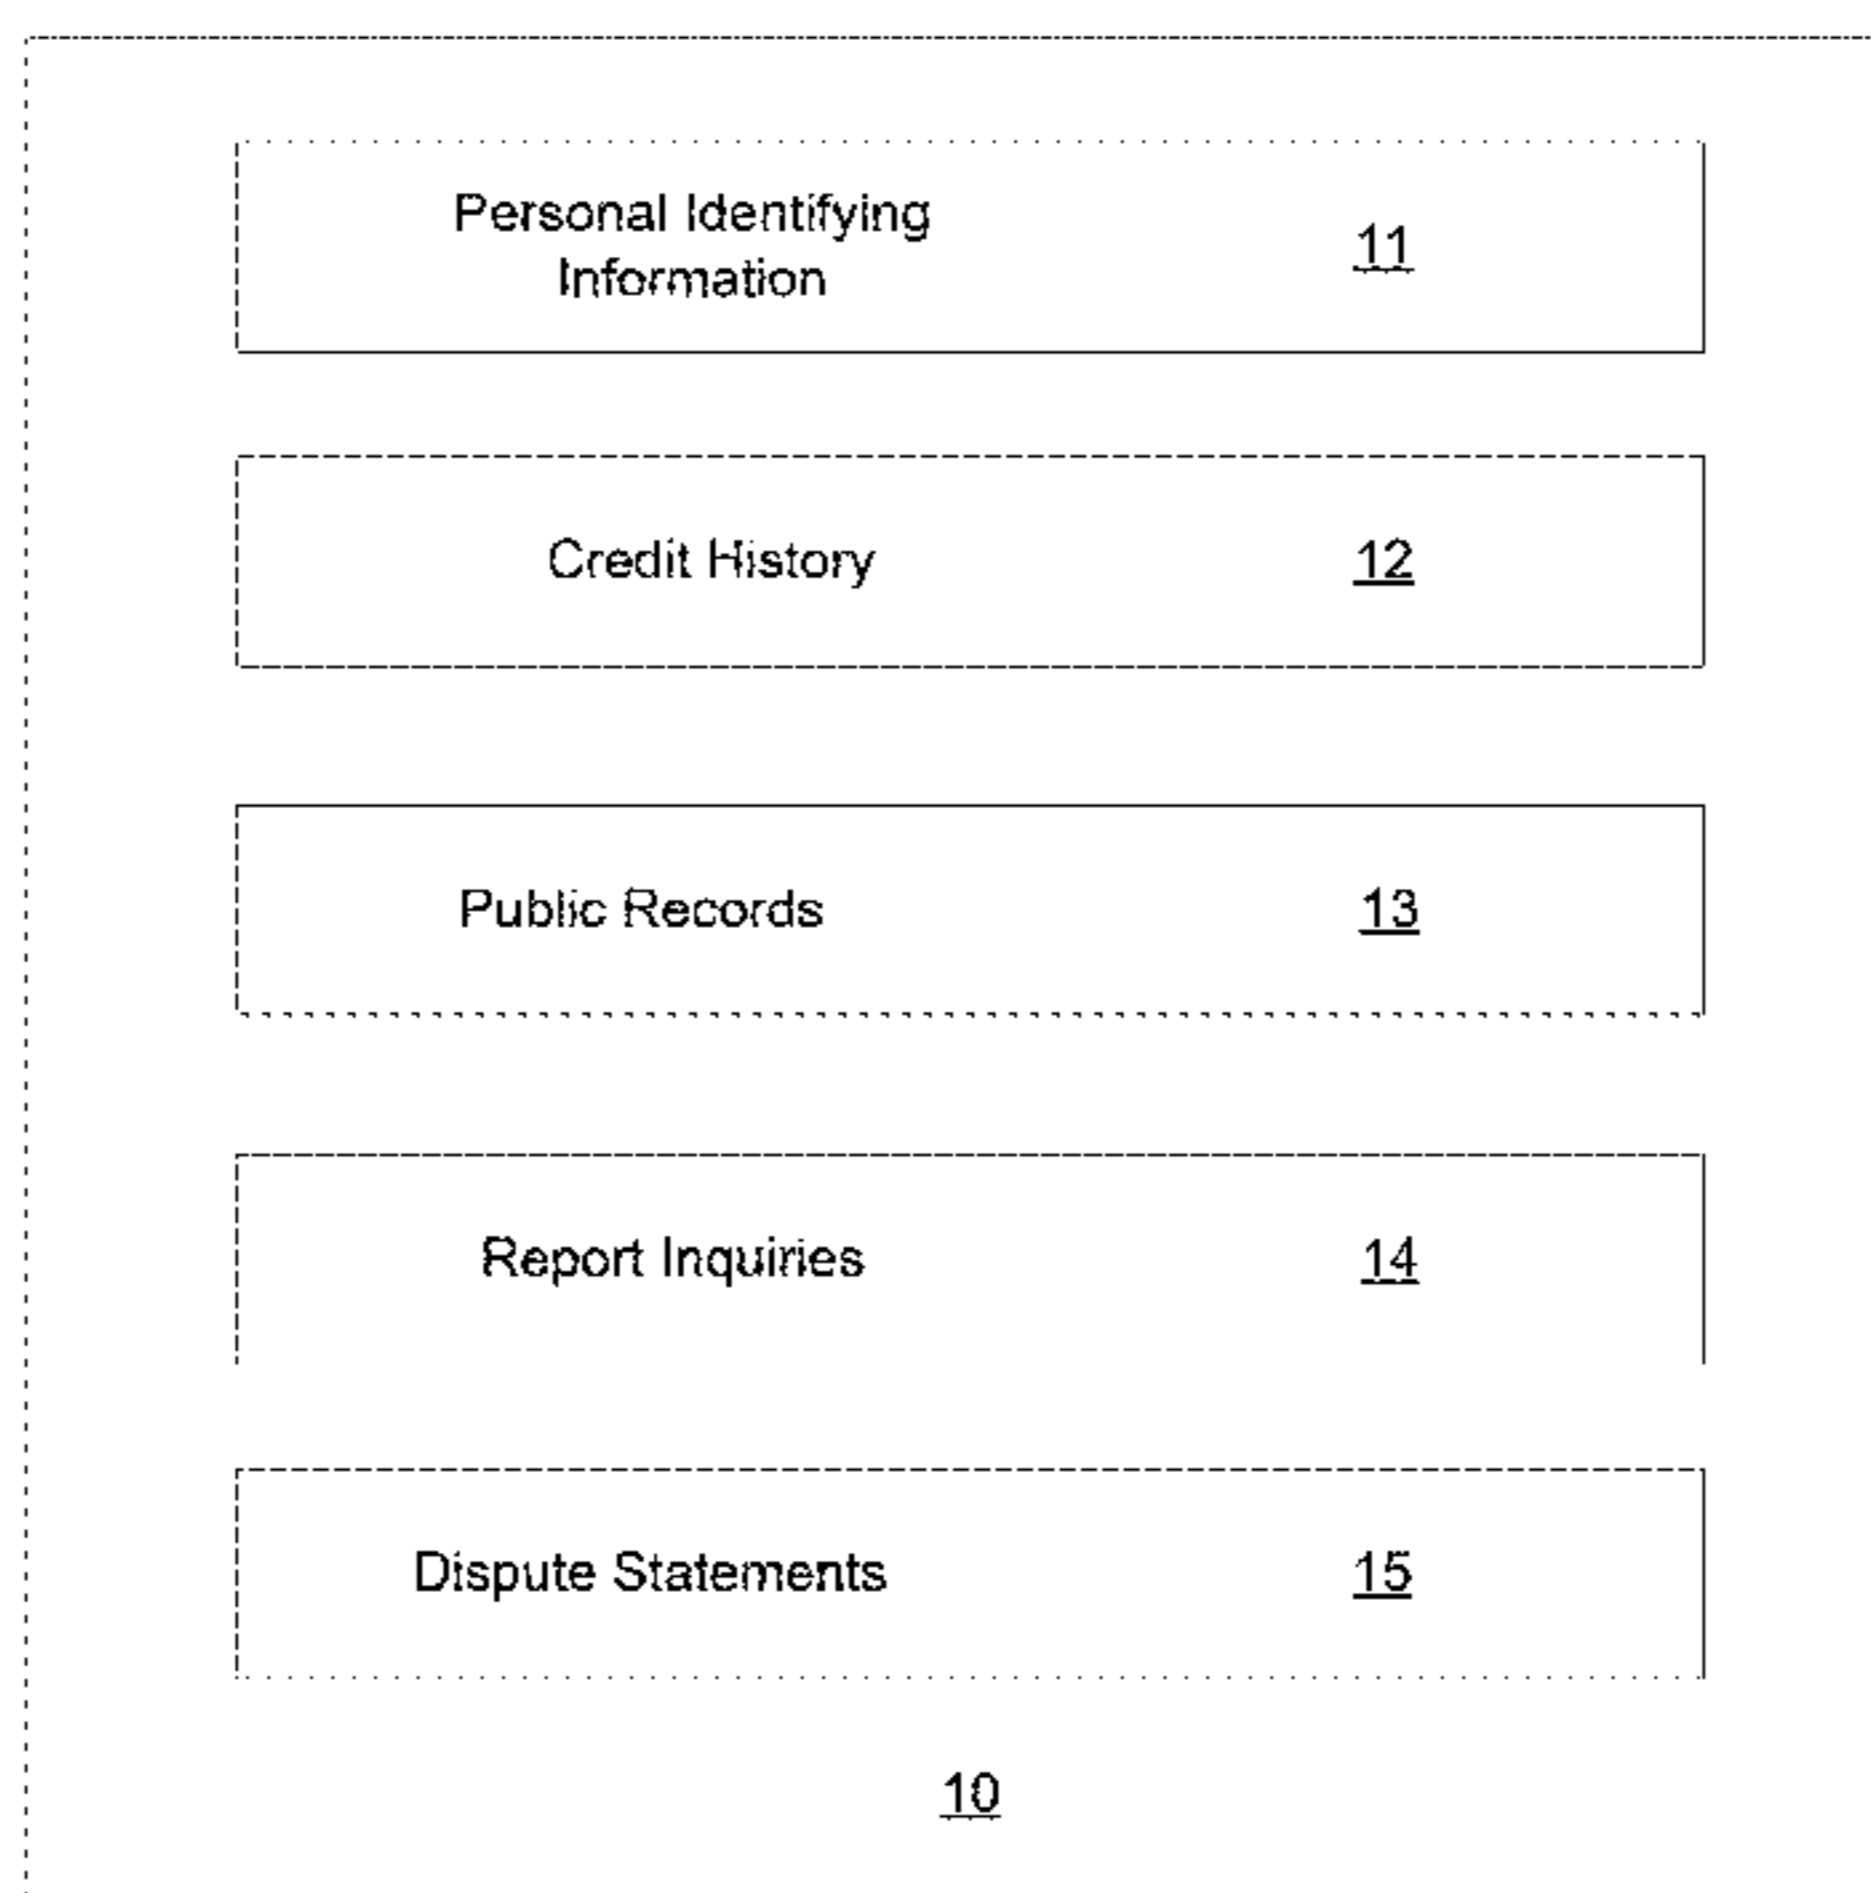 Personal Identifying
Information
11
Credit History
12
Public Records
13
Report Inquiries
14
Dispute Statements
15
10